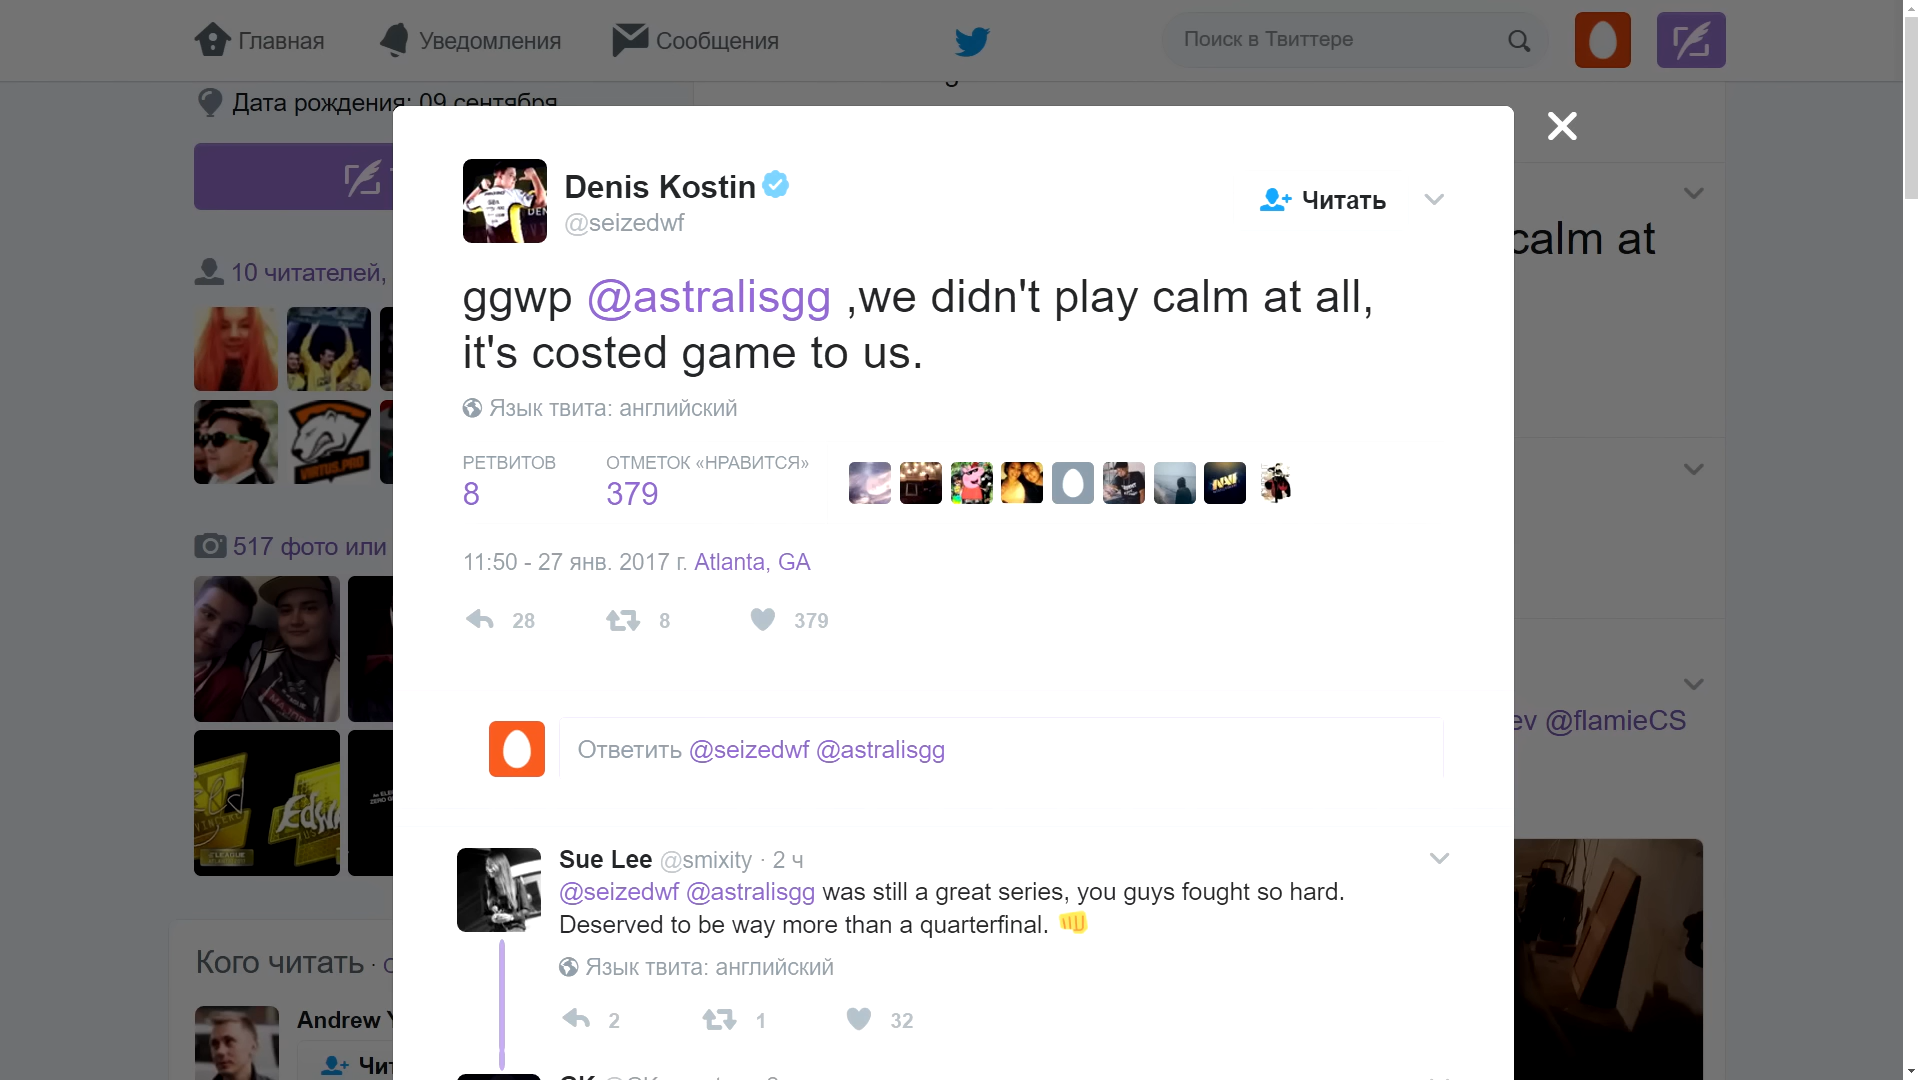 Главная
Уведомления
Сообщения
Поиск в Твиттере
Дата рождения: 09 сентября
10 читателей,
517 фото или
Кого читать ·
Andrew
calm at
@flamieCS
Denis Kostin
@seizedwf
Читать
ggwp @astralisgg ,we didn't play calm at all,
it's costed game to us.
Язык твита: английский
РЕТВИТОВ
8
ОТМЕТОК «НРАВИТСЯ»
379
11:50 - 27 янв. 2017 г. Atlanta, GA
28 8 379
Ответить @seizedwf @astralisgg
Sue Lee @smixity · 2 ч
@seizedwf @astralisgg was still a great series, you guys fought so hard.
Deserved to be way more than a quarterfinal. 👊
Язык твита: английский
2 1 32